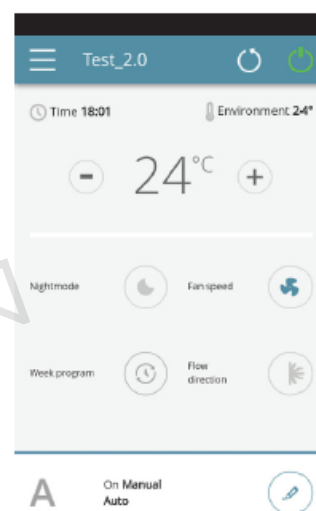 Test_2.0
Time 18:01 Environment 24°
24°C
Nightmode Fan speed
Week program Flow direction
A On Manual
Auto